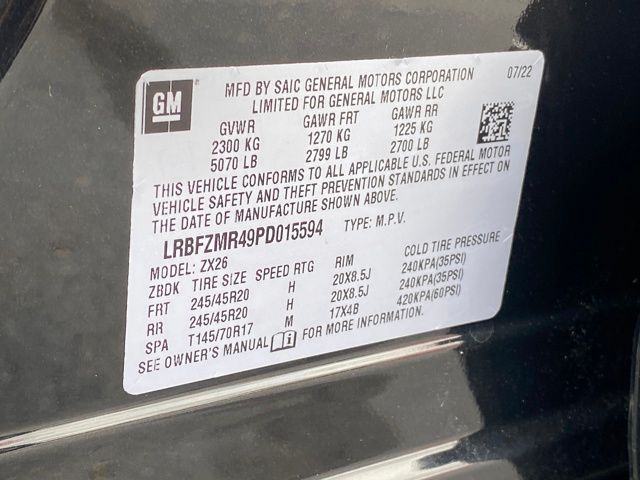 GM
MFD BY SAIC GENERAL MOTORS CORPORATION 07/22
LIMITED FOR GENERAL MOTORS LLC
GVWR GAWR FRT GAWR RR
2300 KG 1270 KG 1225 KG
5070 LB 2799 LB 2700 LB
THIS VEHICLE CONFORMS TO ALL APPLICABLE U.S. FEDERAL MOTOR
VEHICLE SAFETY AND THEFT PREVENTION STANDARDS IN EFFECT ON
THE DATE OF MANUFACTURE SHOWN ABOVE.
LRBFZMR49PD015594 TYPE: M.P.V.
MODEL: ZX26
ZBDK TIRE SIZE SPEED RTG RIM COLD TIRE PRESSURE
FRT 245/45R20 H 20X8.5J 240KPA(35PSI)
RR 245/45R20 H 20X8.5J 240KPA(35PSI)
SPA T145/70R17 M 17X4B 420KPA(60PSI)
SEE OWNER'S MANUAL FOR MORE INFORMATION.